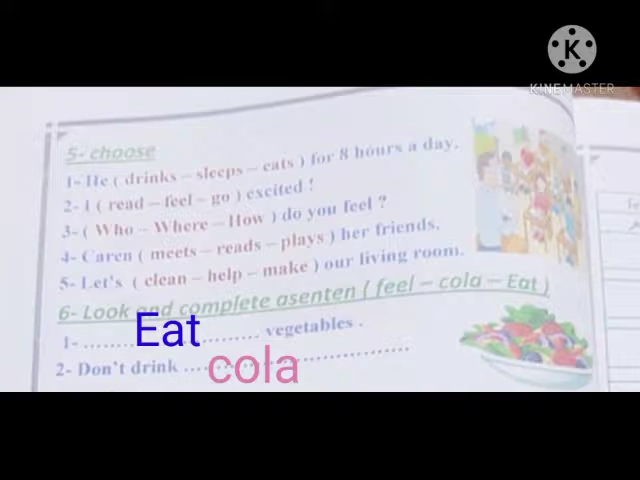 K
KINEMASTER
5- choose
1- He ( drinks – sleeps – eats ) for 8 hours a day.
2- I ( read – feel – go ) excited !
3- ( Who – Where – How ) do you feel ?
4- Caren ( meets – reads – plays ) her friends.
5- Let's ( clean – help – make ) our living room.
6- Look and complete asenten ( feel – cola – Eat )
1- ........ Eat .......... vegetables .
2- Don't drink .... cola ....................